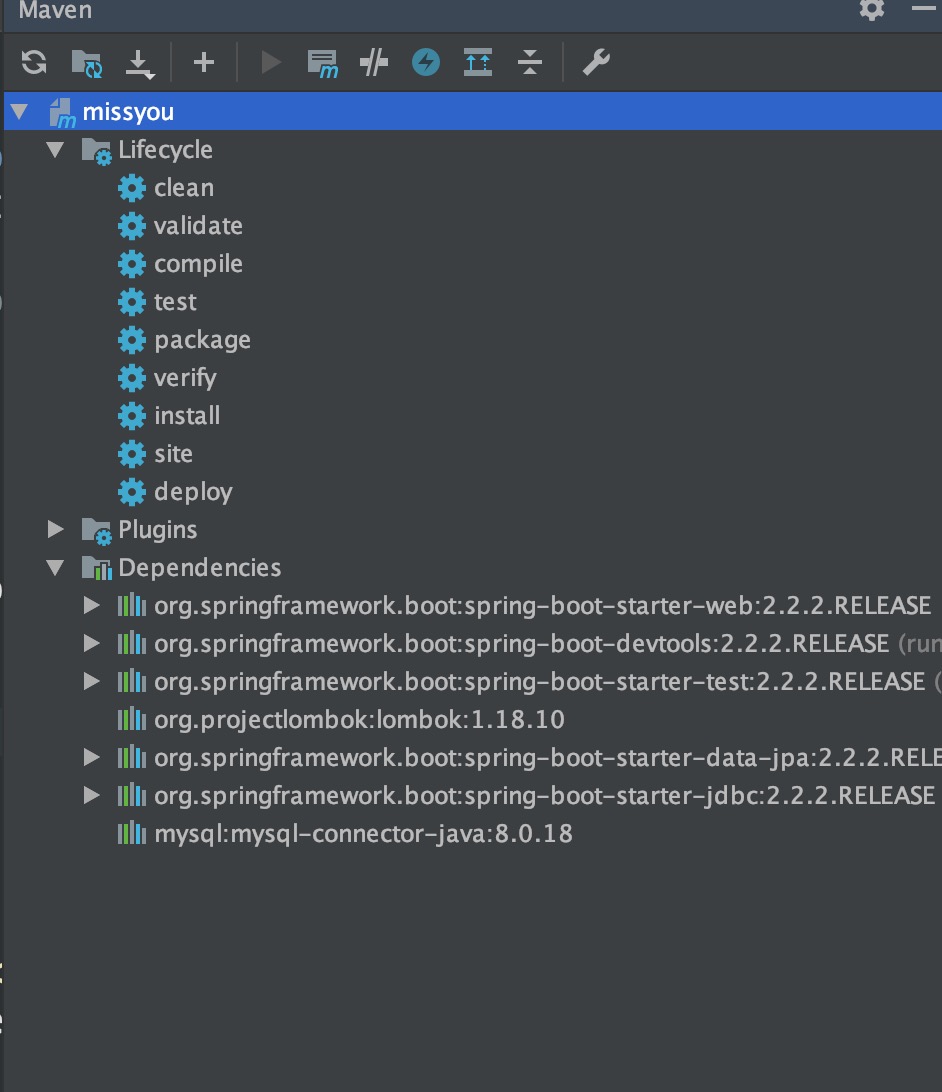 Maven
missyou
Lifecycle
clean
validate
compile
test
package
verify
install
site
deploy
Plugins
Dependencies
org.springframework.boot:spring-boot-starter-web:2.2.2.RELEASE
org.springframework.boot:spring-boot-devtools:2.2.2.RELEASE (run
org.springframework.boot:spring-boot-starter-test:2.2.2.RELEASE (
org.projectlombok:lombok:1.18.10
org.springframework.boot:spring-boot-starter-data-jpa:2.2.2.RELE
org.springframework.boot:spring-boot-starter-jdbc:2.2.2.RELEASE
mysql:mysql-connector-java:8.0.18